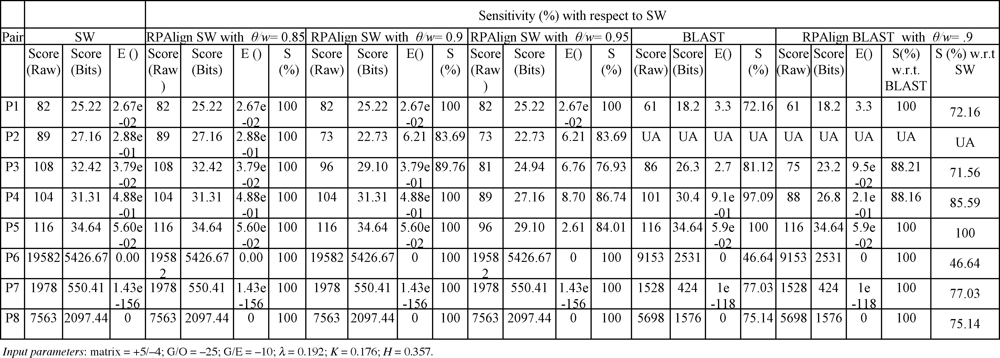 Sensitivity (%) with respect to SW
Pair SW RPAlign SW with θ/w= 0.85 RPAlign SW with θ/w= 0.9 RPAlign SW with θ/w= 0.95 BLAST RPAlign BLAST with θ/w= .9
Score Score E () Score Score E () S Score Score E() S Score Score E() S Score Score E() S Score Score E() S(%) S (%) w.r.t
(Raw) (Bits) (Raw (Bits) (%) (Raw) (Bits) (%) (Raw (Bits) (%) (Raw) (Bits) (%) (Raw) (Bits) w.r.t. SW
) ) BLAST
P1 82 25.22 2.67e 82 25.22 2.67e 100 82 25.22 2.67e 100 82 25.22 2.67e 100 61 18.2 3.3 72.16 61 18.2 3.3 100 72.16
-02 -02 -02 -02
P2 89 27.16 2.88e 89 27.16 2.88e 100 73 22.73 6.21 83.69 73 22.73 6.21 83.69 UA UA UA UA UA UA UA UA UA
-01 -01
P3 108 32.42 3.79e 108 32.42 3.79e 100 96 29.10 3.79e 89.76 81 24.94 6.76 76.93 86 26.3 2.7 81.12 75 23.2 9.5e 88.21 71.56
-02 -02 -01 -02
P4 104 31.31 4.88e 104 31.31 4.88e 100 104 31.31 4.88e 100 89 27.16 8.70 86.74 101 30.4 9.1e 97.09 88 26.8 2.1e 88.16 85.59
-01 -01 -01 -01 -01
P5 116 34.64 5.60e 116 34.64 5.60e 100 116 34.64 5.60e 100 96 29.10 2.61 84.01 116 34.64 5.9e 100 116 34.64 5.9e 100 100
-02 -02 -02 -02 -02
P6 19582 5426.67 0.00 1958 5426.67 0.00 100 19582 5426.67 0 100 1958 5426.67 0 100 9153 2531 0 46.64 9153 2531 0 100 46.64
2 2
P7 1978 550.41 1.43e 1978 550.41 1.43e 100 1978 550.41 1.43e 100 1978 550.41 1.43e 100 1528 424 1e 77.03 1528 424 1e 100 77.03
-156 -156 -156 -156 -118 -118
P8 7563 2097.44 0 7563 2097.44 0 100 7563 2097.44 0 100 7563 2097.44 0 100 5698 1576 0 75.14 5698 1576 0 100 75.14
Input parameters: matrix = +5/–4; G/O = –25; G/E = –10; λ = 0.192; K = 0.176; H = 0.357.